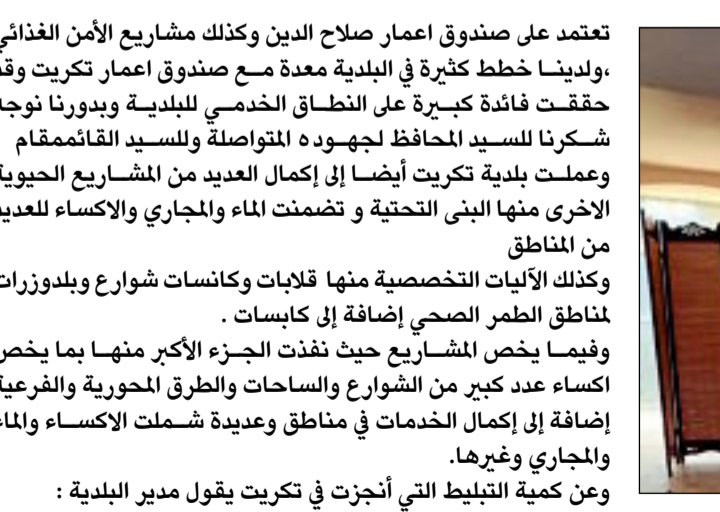 تعتمد على صندوق اعمار صلاح الدين وكذلك مشاريع الأمن الغذائي
،ولدينا خطط كثيرة في البلدية معدة مع صندوق اعمار تكريت وقد
حققت فائدة كبيرة على النطاق الخدمي للبلدية وبدورنا نوجه
شكرنا للسيد المحافظ لجهوده المتواصلة وللسيد القائممقام
وعملت بلدية تكريت أيضا إلى إكمال العديد من المشاريع الحيوية
الاخرى منها البنى التحتية و تضمنت الماء والمجاري والاكساء للعديد
من المناطق
وكذلك الآليات التخصصية منها قلابات وكانسات شوارع وبلدوزرات
لمناطق الطمر الصحي إضافة إلى كابسات .
وفيما يخص المشاريع حيث نفذت الجزء الأكبر منها بما يخص
اكساء عدد كبير من الشوارع والساحات والطرق المحورية والفرعية
إضافة إلى إكمال الخدمات في مناطق وعديدة شملت الاكساء والماء
والمجاري وغيرها.
وعن كمية التبليط التي أنجزت في تكريت يقول مدير البلدية :